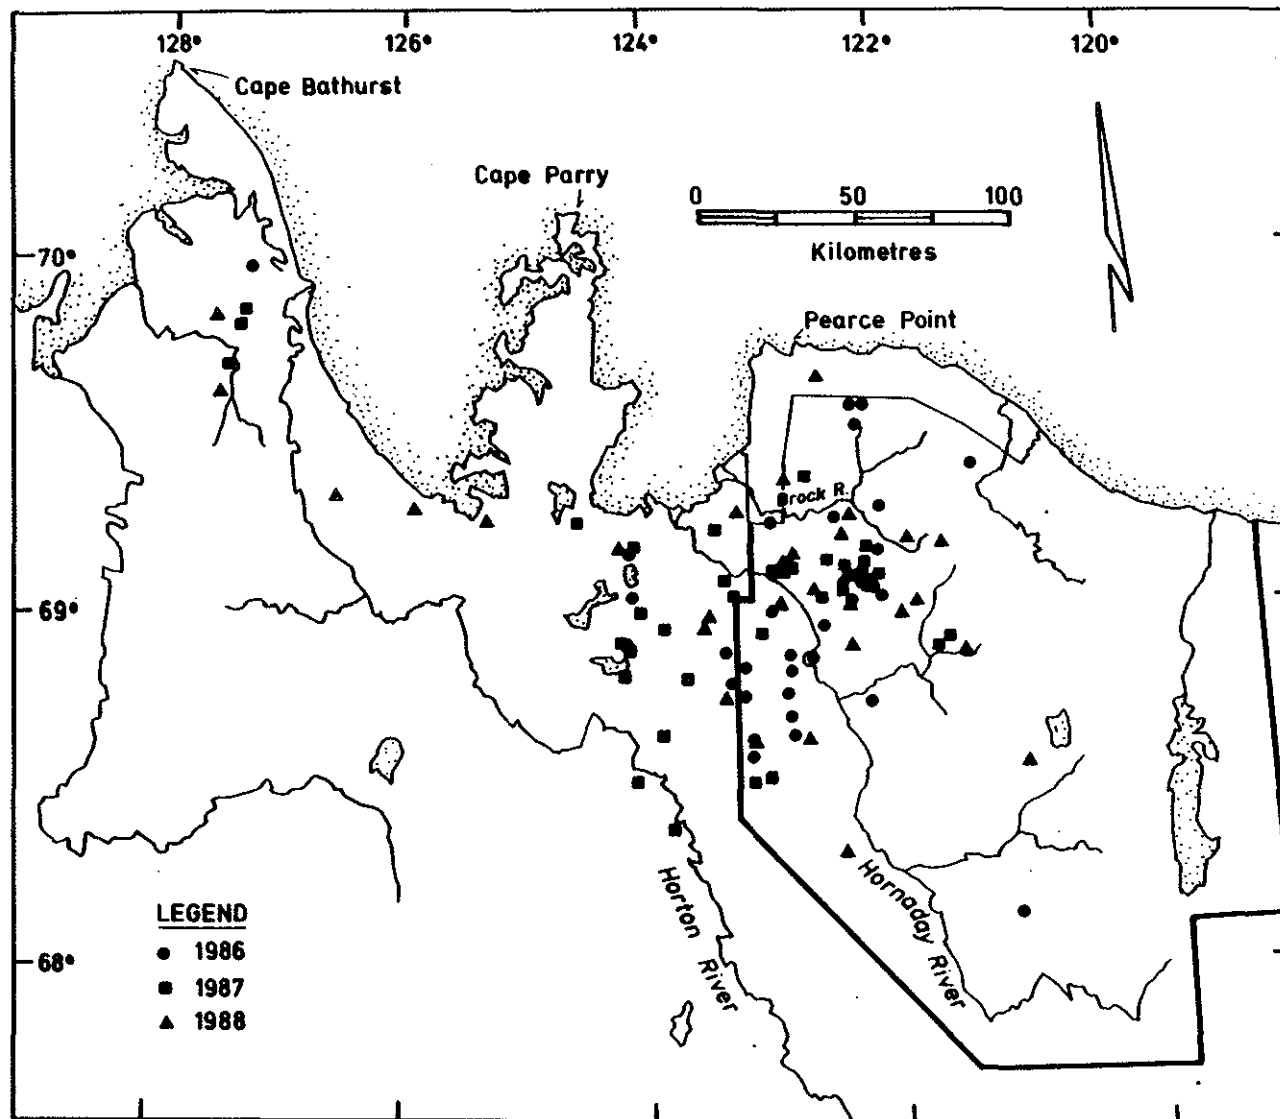 128° 126° 124° 122° 120°
Cape Bathurst
Cape Parry
0 50 100
Kilometres
70°
Pearce Point
Brock R.
69°
Horton River
Hornaday River
LEGEND
1986
1987
1988
68°